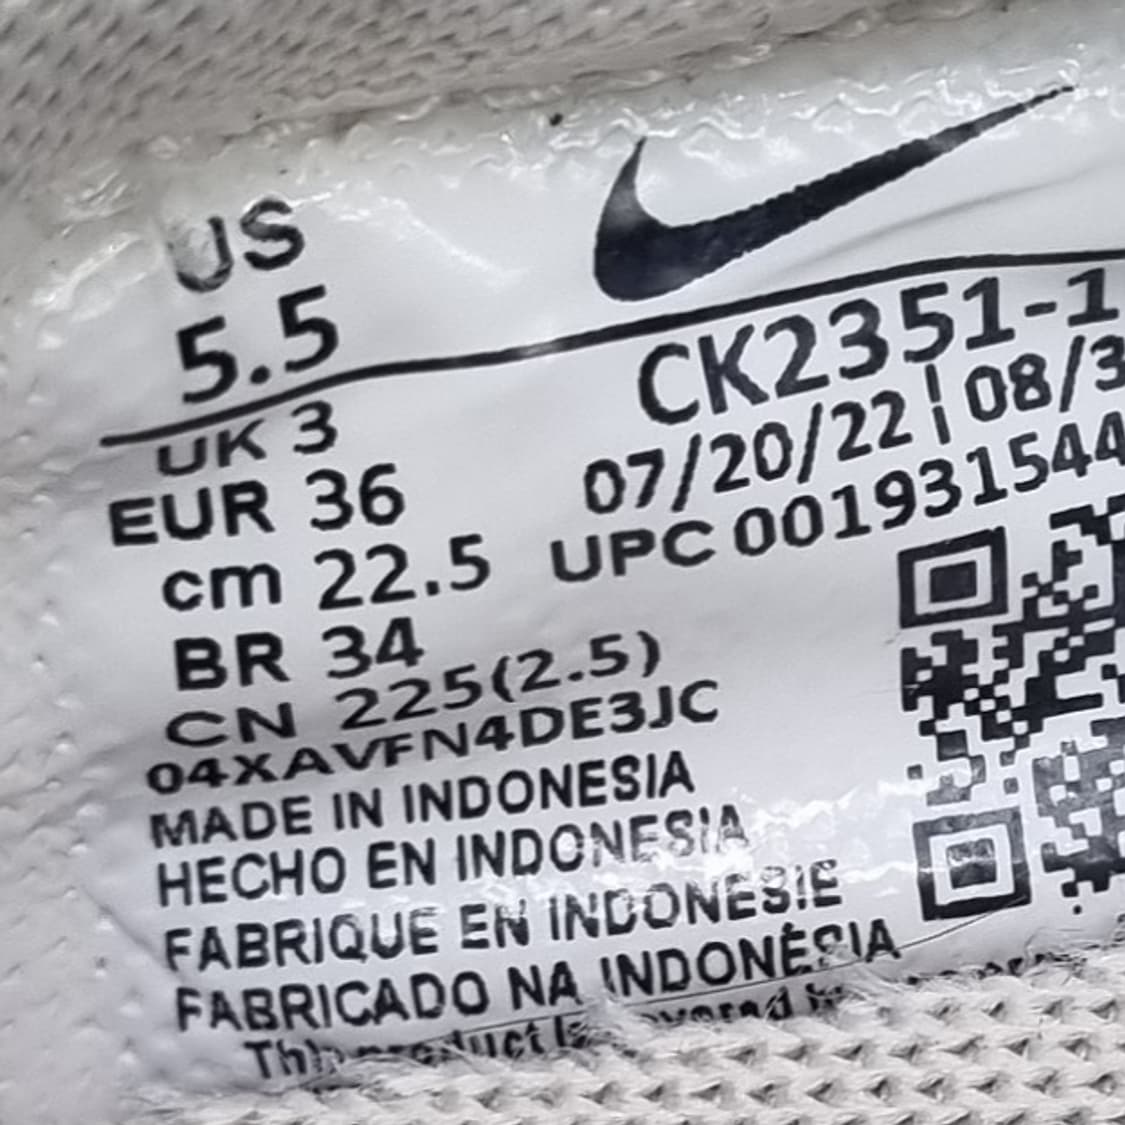 US
5.5
UK 3
EUR 36
cm 22.5
BR 34
CN 225(2.5)
04XAVFN4DE3JC
CK2351-1
07/20/22 | 08/3
UPC 001931544
MADE IN INDONESIA
HECHO EN INDONESIA
FABRIQUE EN INDONESIE
FABRICADO NA INDONÉSIA
product